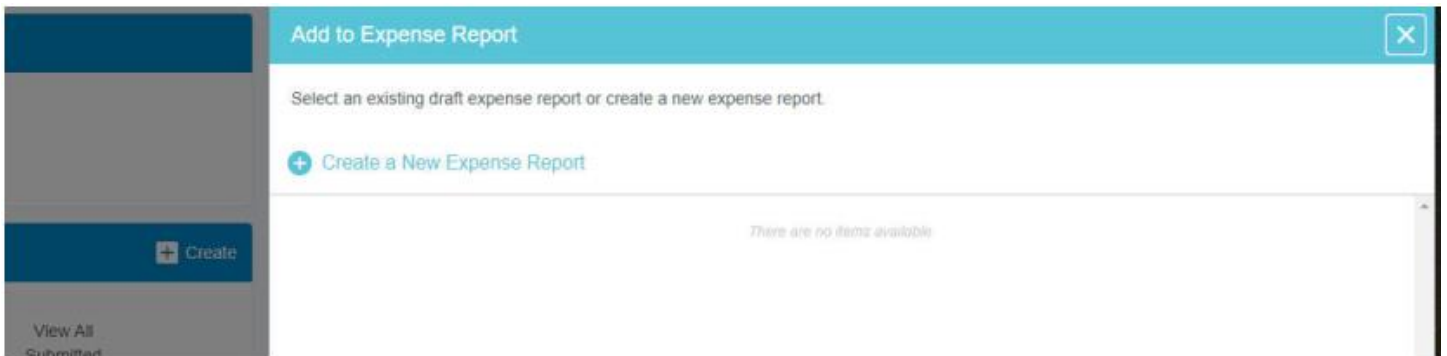 Add to Expense Report
Select an existing draft expense report or create a new expense report.
Create a New Expense Report
There are no items available
Create
View All
Submitted